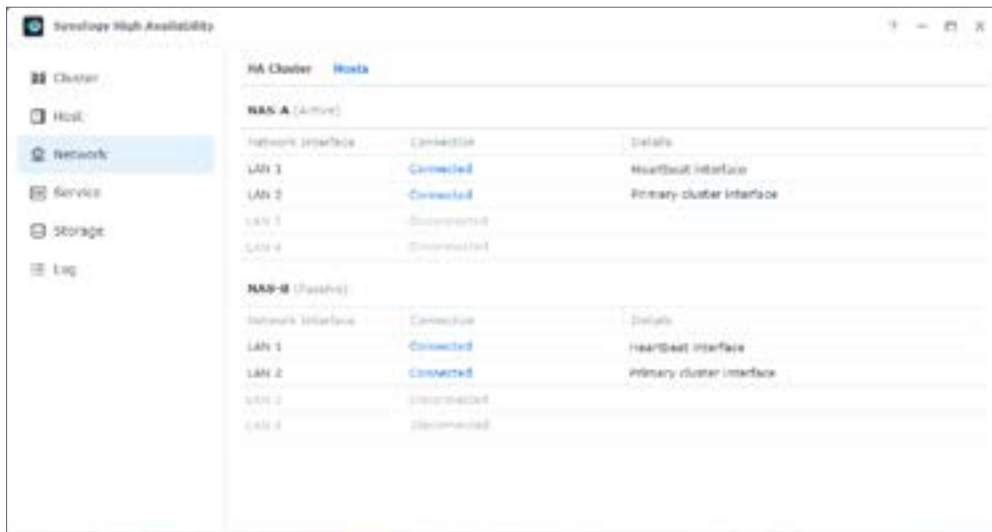 Synology High Availability
Cluster
Host
Network
Service
Storage
Log
HA Cluster Hosts
NAS-A (Active)
Network Interface Connection Details
LAN 1 Connected Heartbeat interface
LAN 2 Connected Primary cluster interface
LAN 3 Disconnected
LAN 4 Disconnected
NAS-B (Passive)
Network Interface Connection Details
LAN 1 Connected Heartbeat interface
LAN 2 Connected Primary cluster interface
LAN 3 Disconnected
LAN 4 Disconnected